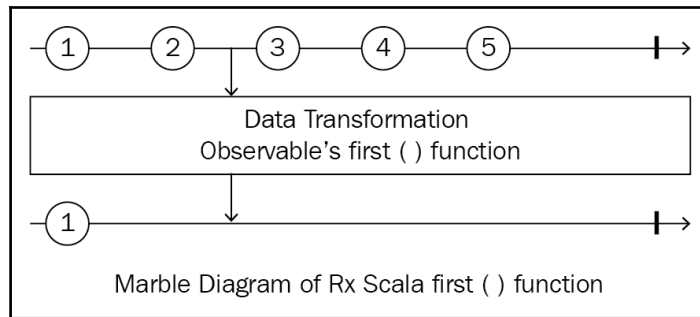 1 2 3 4 5
Data Transformation
Observable's first ( ) function
1
Marble Diagram of Rx Scala first ( ) function